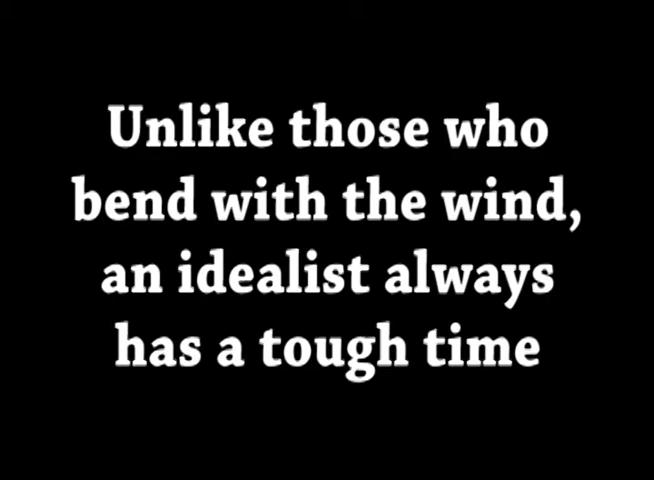 Unlike those who
bend with the wind,
an idealist always
has a tough time